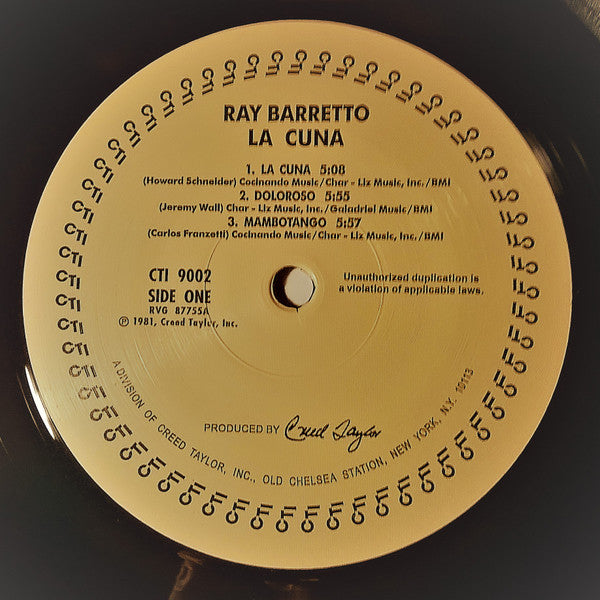 RAY BARRETTO
LA CUNA
1. LA CUNA 5:08
(Howard Schneider) Cocinando Music/Char - Liz Music, Inc./BMI
2. DOLOROSO 5:55
(Jeremy Wall) Char - Liz Music, Inc./Galadriel Music/BMI
3. MAMBOTANGO 5:57
(Carlos Franzetti) Cocinando Music/Char - Liz Music, Inc./BMI
CTI 9002
SIDE ONE
RVG 87755A
℗ 1981, Creed Taylor, Inc.
Unauthorized duplication is
a violation of applicable laws.
PRODUCED BY Creed Taylor
A DIVISION OF CREED TAYLOR, INC., OLD CHELSEA STATION, NEW YORK, N.Y. 10113
CTI